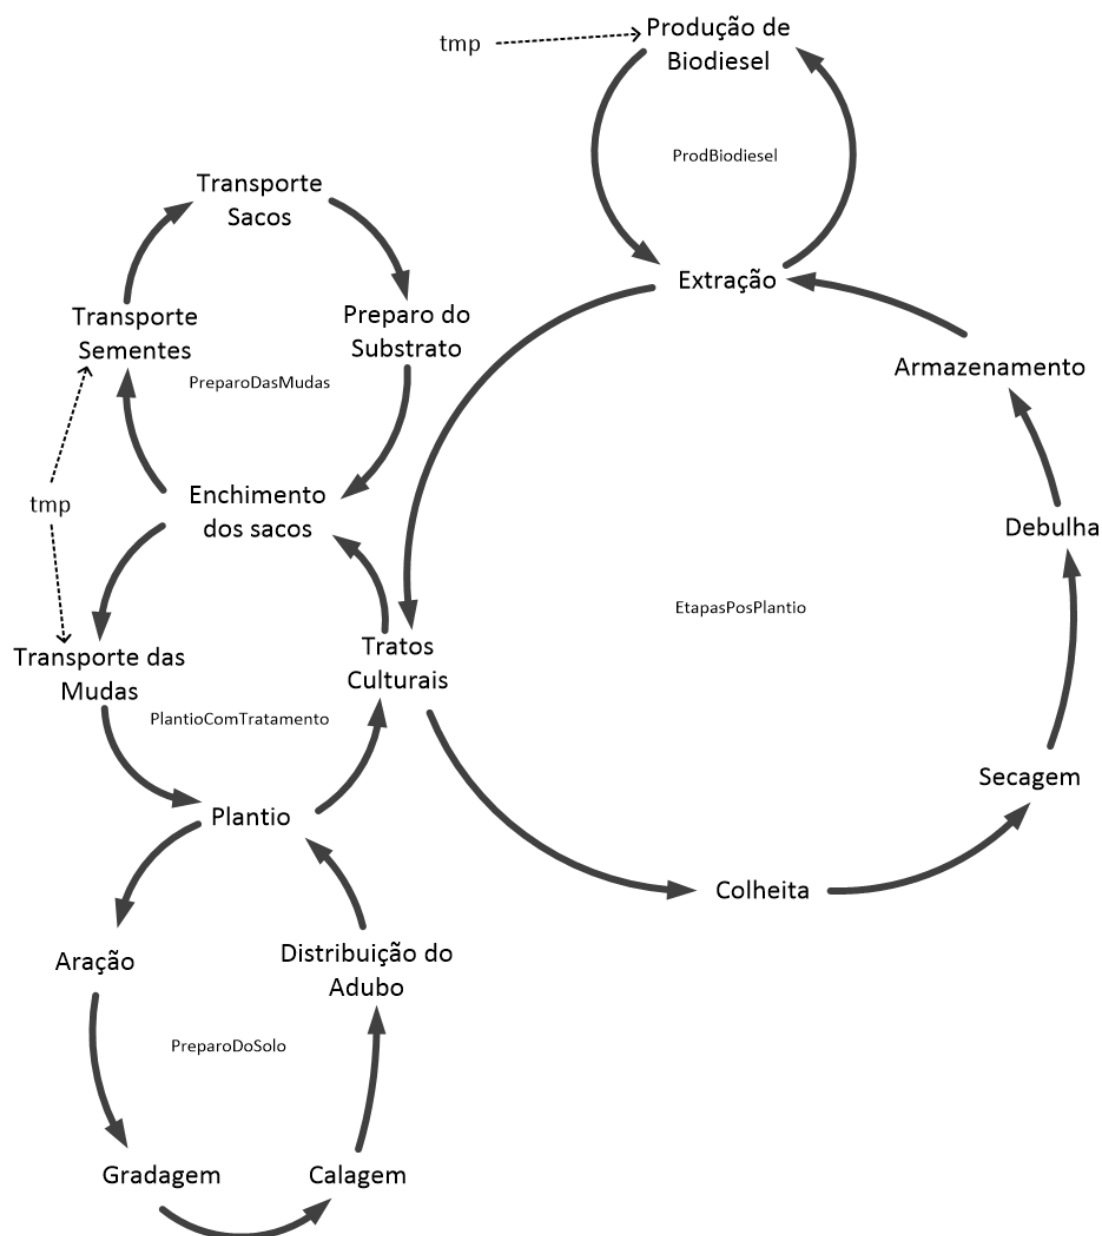 tmp
Produção de
Biodiesel
ProdBiodiesel
Transporte
Sacos
Extração
Transporte
Sementes
Preparo do
Substrato
PreparoDasMudas
Armazenamento
Enchimento
dos sacos
tmp
Debulha
EtapasPosPlantio
Transporte das
Mudas
Tratos
Culturais
PlantioComTratamento
Secagem
Plantio
Colheita
Aração
Distribuição do
Adubo
PreparoDoSolo
Gradagem
Calagem